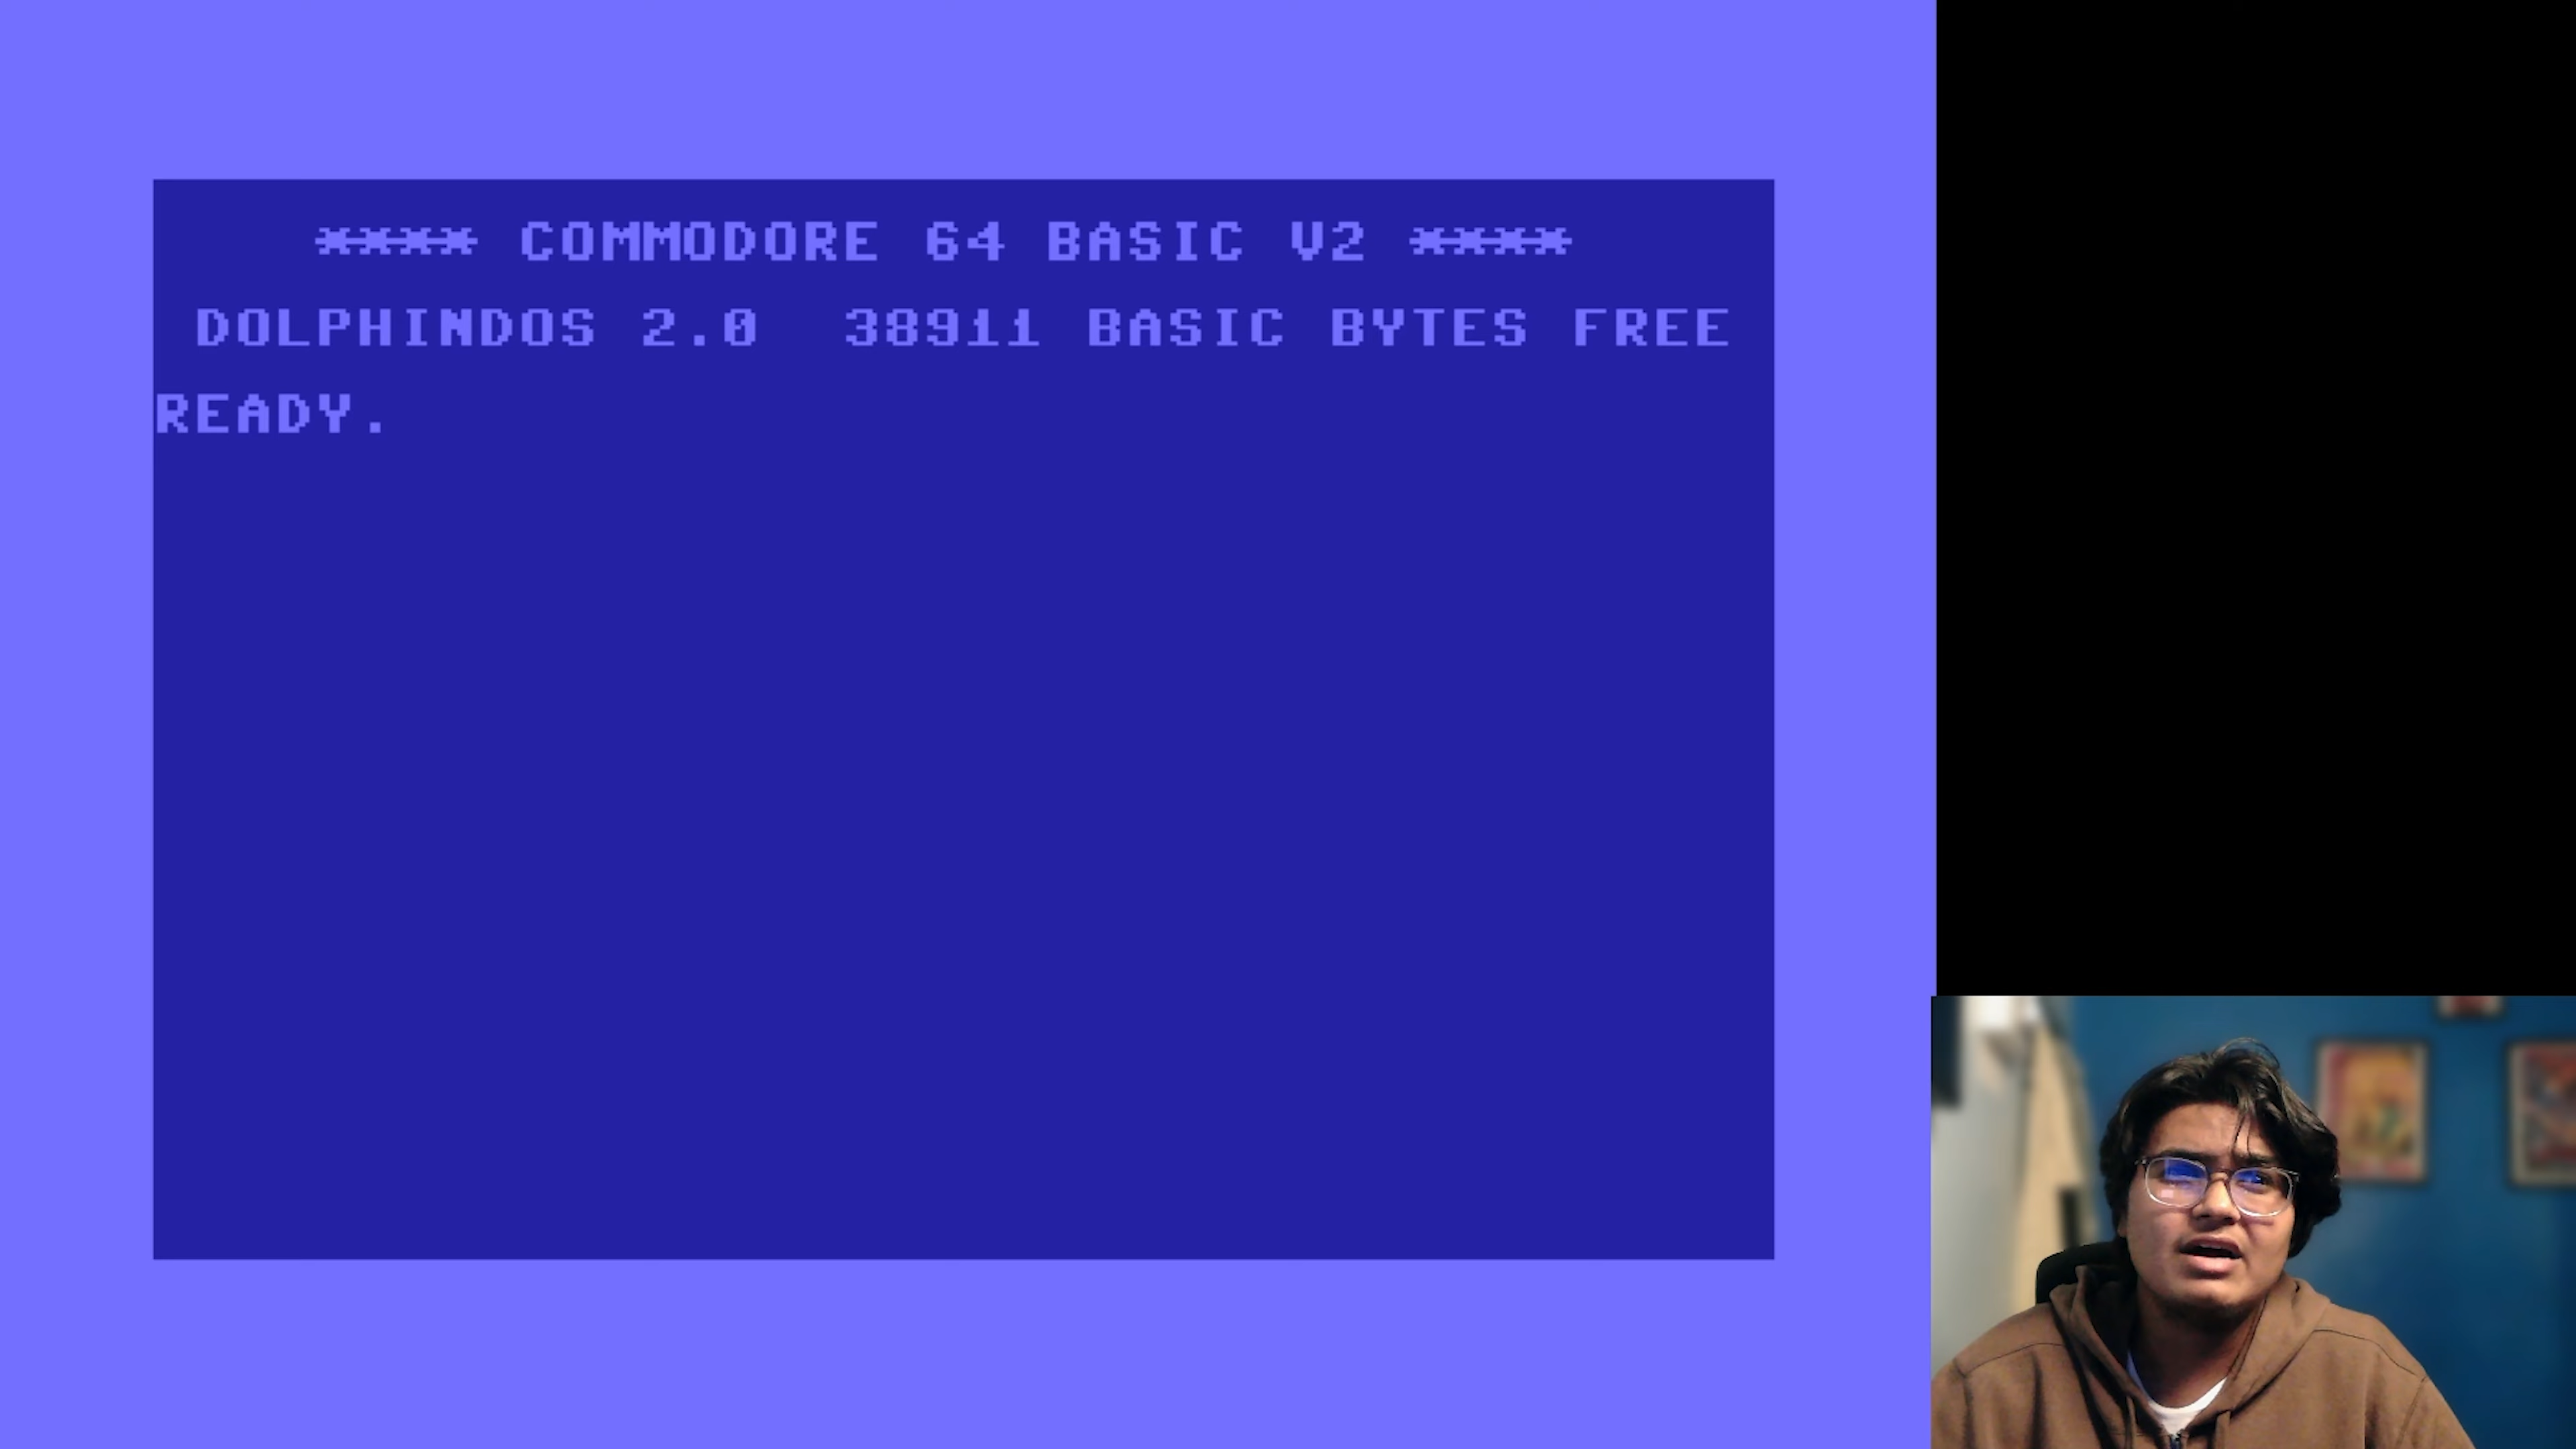 **** COMMODORE 64 BASIC V2 ****
DOLPHINDOS 2.0  38911 BASIC BYTES FREE
READY.